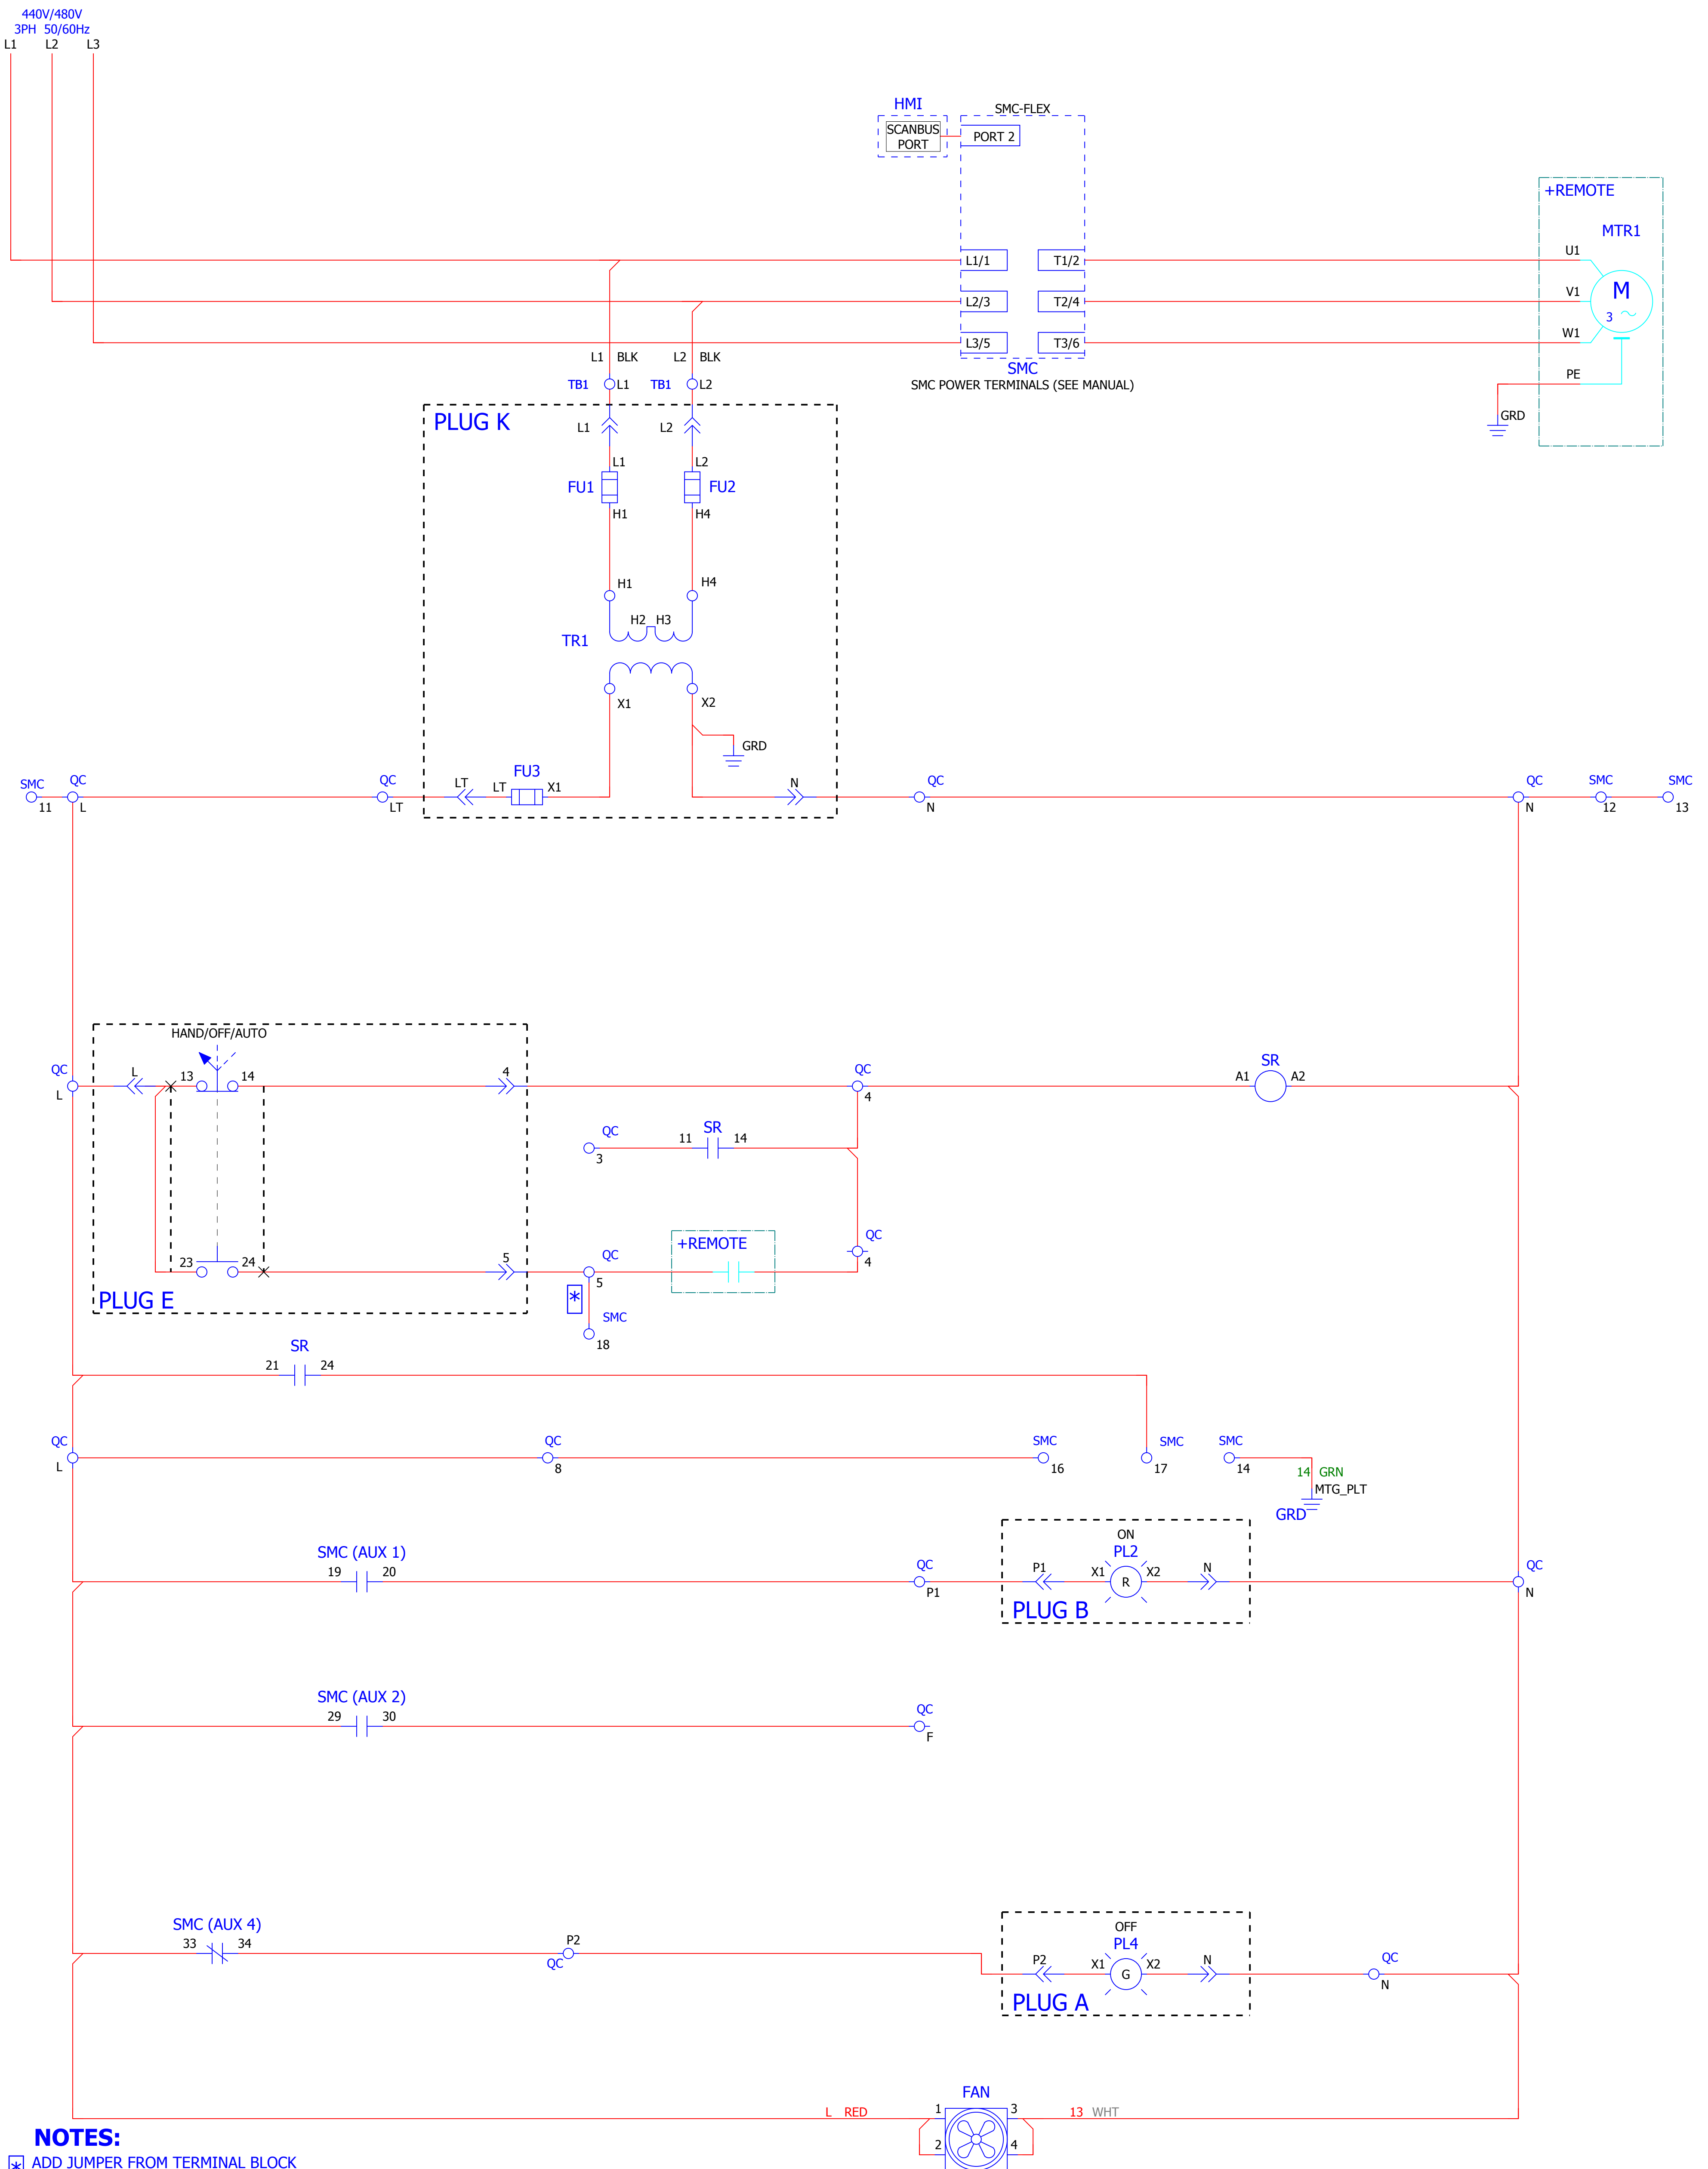 440V/480V
3PH 50/60Hz
L1 L2 L3
HMI
SCANBUS
PORT
SMC-FLEX
PORT 2
+REMOTE
MTR1
L1/1 T1/2 U1
L2/3 T2/4 V1
M
3
L3/5 T3/6 W1
SMC
SMC POWER TERMINALS (SEE MANUAL)
PE
GRD
L1 BLK L2 BLK
TB1 L1 TB1 L2
PLUG K
L1 L2
L1 L2
FU1 FU2
H1 H4
H1 H4
H2 H3
TR1
X1 X2
GRD
SMC QC QC LT LT FU3 X1 N QC QC SMC SMC
11 L LT N N 12 13
HAND/OFF/AUTO
QC L 13 14 4 QC A1 SR A2
L 4
QC 11 SR 14
3
+REMOTE
QC
23 24 5 QC 4
5
PLUG E
*
SMC
18
SR
21 24
QC QC SMC SMC SMC
L 8 16 17 14
14 GRN
MTG_PLT
GRD
ON
SMC (AUX 1) PL2
19 20 QC P1 X1 R X2 N QC
P1 N
PLUG B
SMC (AUX 2)
29 30 QC
F
SMC (AUX 4) OFF
33 34 P2 PL4
QC P2 X1 G X2 N QC
N
PLUG A
FAN
L RED 1 3 13 WHT
2 4
NOTES:
* ADD JUMPER FROM TERMINAL BLOCK